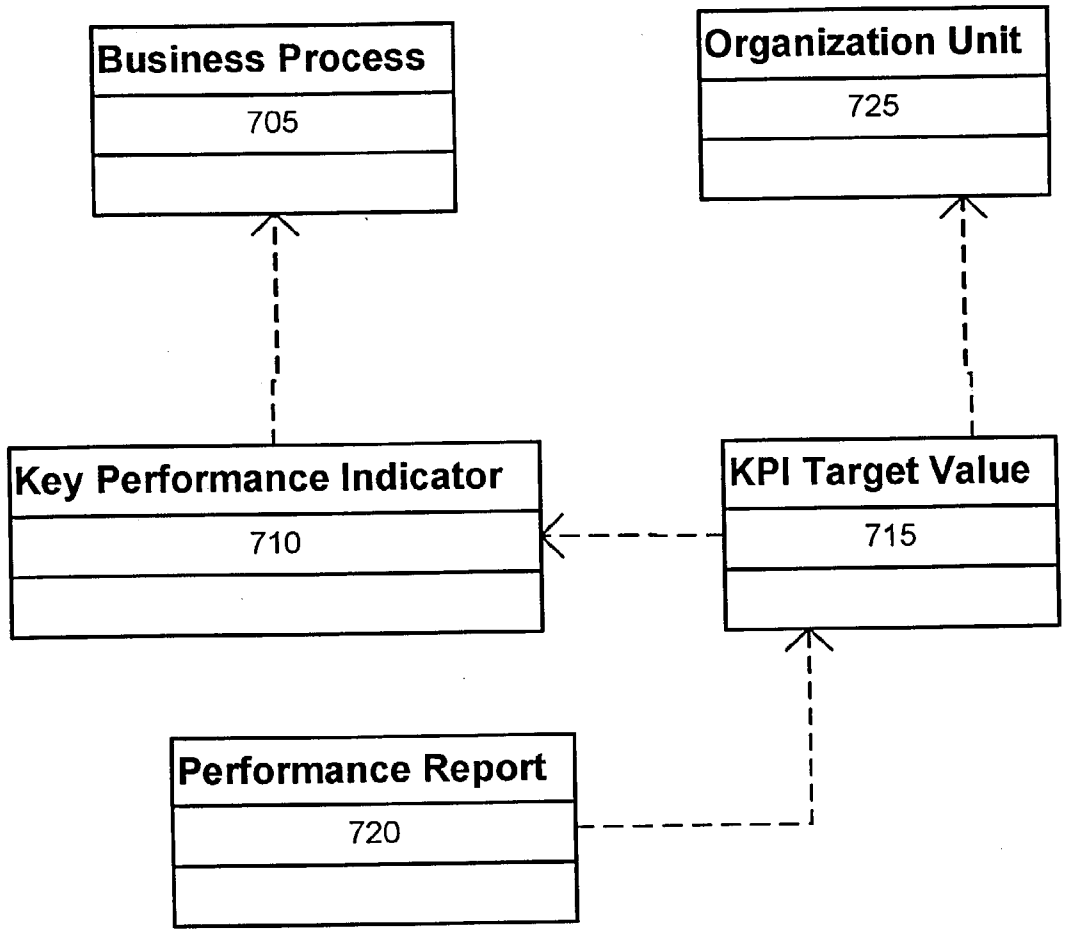 Business Process
705
Organization Unit
725
Key Performance Indicator
710
KPI Target Value
715
Performance Report
720